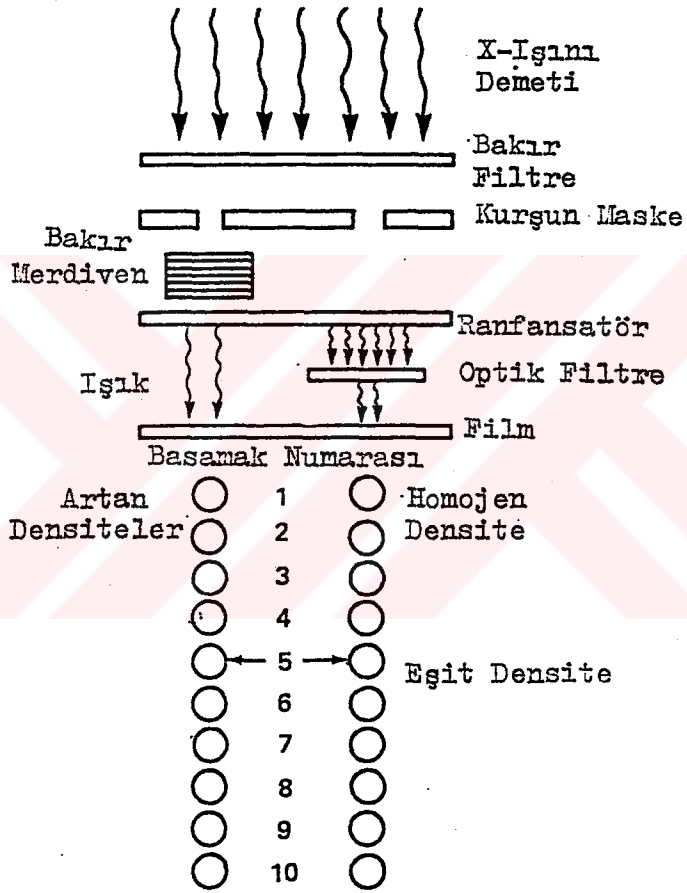 X-Işını
Demeti
Bakır
Filtre
Kurşun Maske
Bakır
Merdiven
Ranfansatör
Işık
Optik Filtre
Film
Basamak Numarası
Artan
Densiteler
1
Homojen
Densite
2
3
4
5
Eşit Densite
6
7
8
9
10